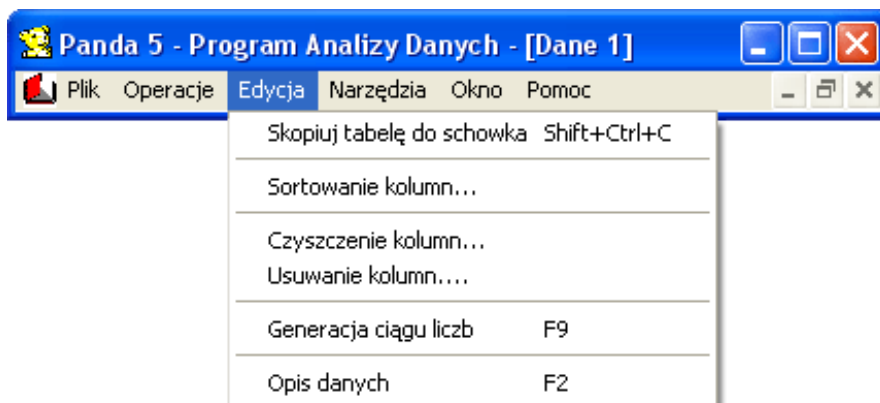 Panda 5 - Program Analizy Danych - [Dane 1]
Plik Operacje Edycja Narzędzia Okno Pomoc
Skopiuj tabelę do schowka Shift+Ctrl+C
Sortowanie kolumn...
Czyszczenie kolumn...
Usuwanie kolumn....
Generacja ciągu liczb F9
Opis danych F2